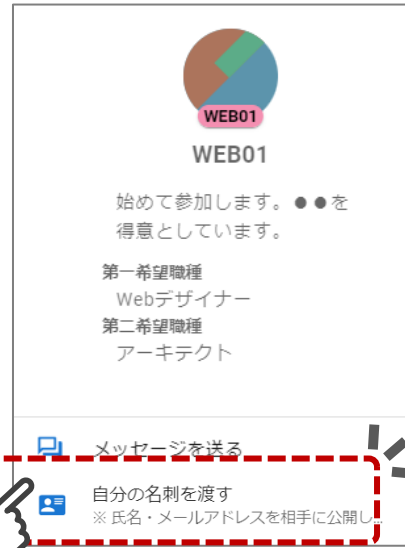 WEB01
WEB01
始めて参加します。●●を
得意としています。
第一希望職種
Webデザイナー
第二希望職種
アーキテクト
メッセージを送る
自分の名刺を渡す
※ 氏名・メールアドレスを相手に公開し…